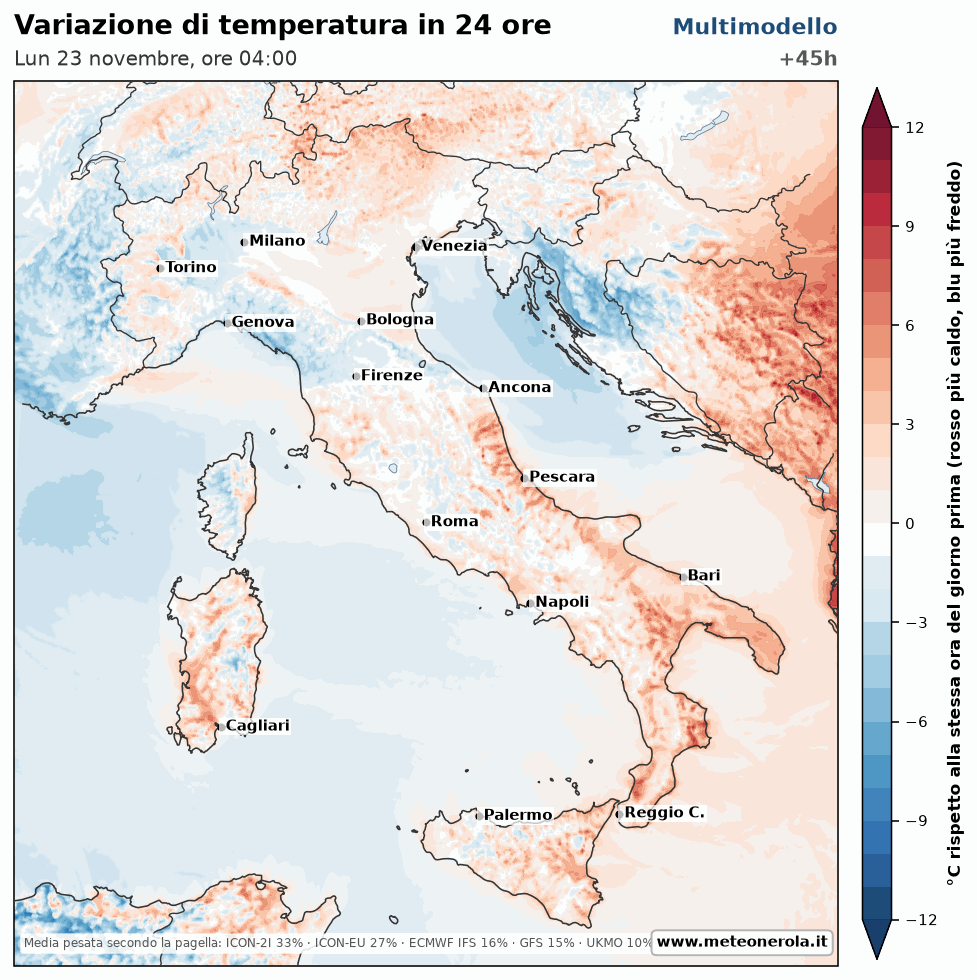 Variazione di temperatura in 24 ore
Multimodello
Lun 23 novembre, ore 04:00
+45h
Milano
Venezia
Torino
Genova
Bologna
Firenze
Ancona
Pescara
Roma
Bari
Napoli
Cagliari
Palermo
Reggio C.
12
9
6
3
0
−3
−6
−9
−12
°C rispetto alla stessa ora del giorno prima (rosso più caldo, blu più freddo)
Media pesata secondo la pagella: ICON-2I 33% · ICON-EU 27% · ECMWF IFS 16% · GFS 15% · UKMO 10%
www.meteonerola.it